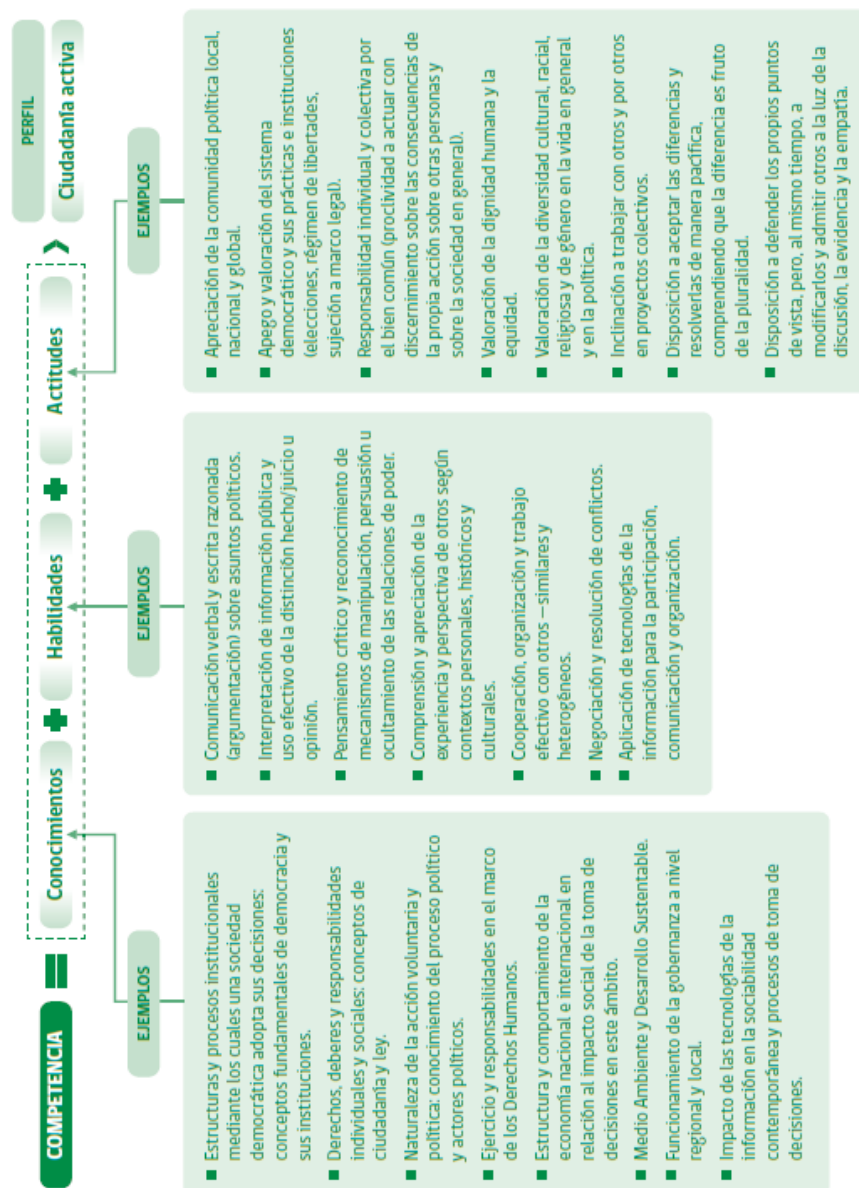 COMPETENCIA
Conocimientos
Habilidades
Actitudes
PERFIL
Ciudadanía activa
EJEMPLOS
■ Estructuras y procesos institucionales
mediante los cuales una sociedad
democrática adopta sus decisiones:
conceptos fundamentales de democracia y
sus instituciones.
■ Derechos, deberes y responsabilidades
individuales y sociales: conceptos de
ciudadanía y ley.
■ Naturaleza de la acción voluntaria y
política: conocimiento del proceso político
y actores políticos.
■ Ejercicio y responsabilidades en el marco
de los Derechos Humanos.
■ Estructura y comportamiento de la
economía nacional e internacional en
relación al impacto social de la toma de
decisiones en este ámbito.
■ Medio Ambiente y Desarrollo Sustentable.
■ Funcionamiento de la gobernanza a nivel
regional y local.
■ Impacto de las tecnologías de la
información en la sociabilidad
contemporánea y procesos de toma de
decisiones.
EJEMPLOS
■ Comunicación verbal y escrita razonada
(argumentación) sobre asuntos políticos.
■ Interpretación de información pública y
uso efectivo de la distinción hecho/juicio u
opinión.
■ Pensamiento crítico y reconocimiento de
mecanismos de manipulación, persuasión u
ocultamiento de las relaciones de poder.
■ Comprensión y apreciación de la
experiencia y perspectiva de otros según
contextos personales, históricos y
culturales.
■ Cooperación, organización y trabajo
efectivo con otros —similares y
heterogéneos.
■ Negociación y resolución de conflictos.
■ Aplicación de tecnologías de la
información para la participación,
comunicación y organización.
EJEMPLOS
■ Apreciación de la comunidad política local,
nacional y global.
■ Apego y valoración del sistema
democrático y sus prácticas e instituciones
(elecciones, régimen de libertades,
sujeción a marco legal).
■ Responsabilidad individual y colectiva por
el bien común (proclividad a actuar con
discernimiento sobre las consecuencias de
la propia acción sobre otras personas y
sobre la sociedad en general).
■ Valoración de la dignidad humana y la
equidad.
■ Valoración de la diversidad cultural, racial,
religiosa y de género en la vida en general
y en la política.
■ Inclinación a trabajar con otros y por otros
en proyectos colectivos.
■ Disposición a aceptar las diferencias y
resolverlas de manera pacífica,
comprendiendo que la diferencia es fruto
de la pluralidad.
■ Disposición a defender los propios puntos
de vista, pero, al mismo tiempo, a
modificarlos y admitir otros a la luz de la
discusión, la evidencia y la empatía.